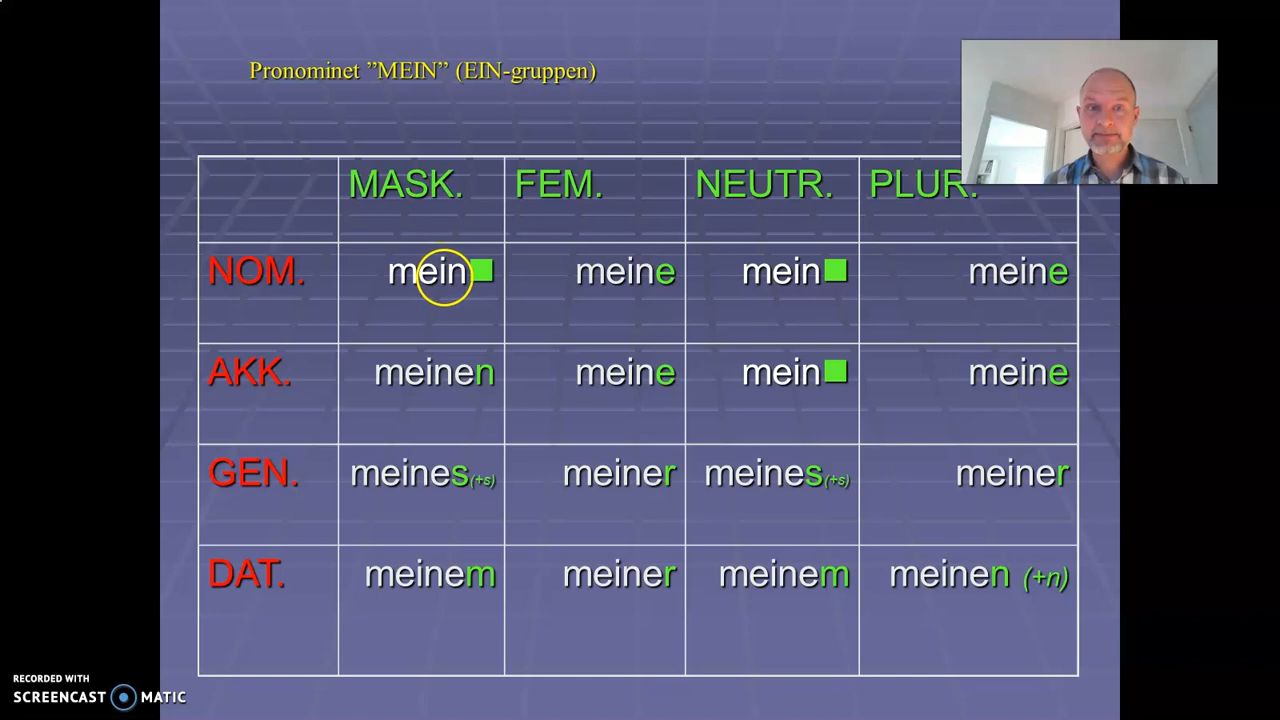 Pronominet ”MEIN” (EIN-gruppen)
MASK. FEM. NEUTR. PLUR.
NOM. mein meine mein meine
AKK. meinen meine mein meine
GEN. meines(+s) meiner meines(+s) meiner
DAT. meinem meiner meinem meinen (+n)
RECORDED WITH
SCREENCAST MATIC